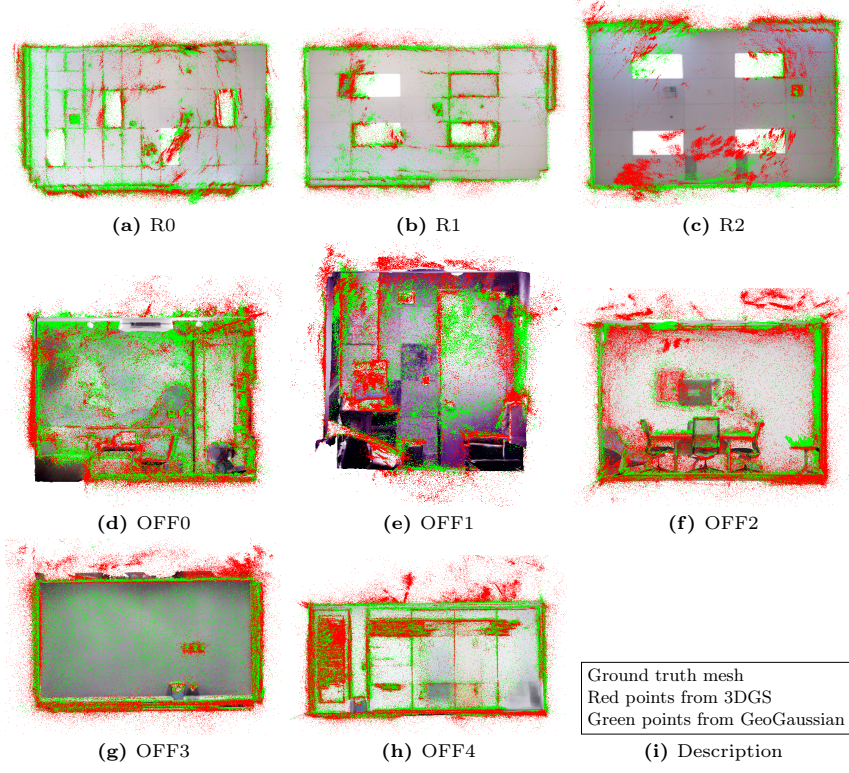 (a) R0
(b) R1
(c) R2
(d) OFF0
(e) OFF1
(f) OFF2
Ground truth mesh
Red points from 3DGS
Green points from GeoGaussian
(g) OFF3
(h) OFF4
(i) Description